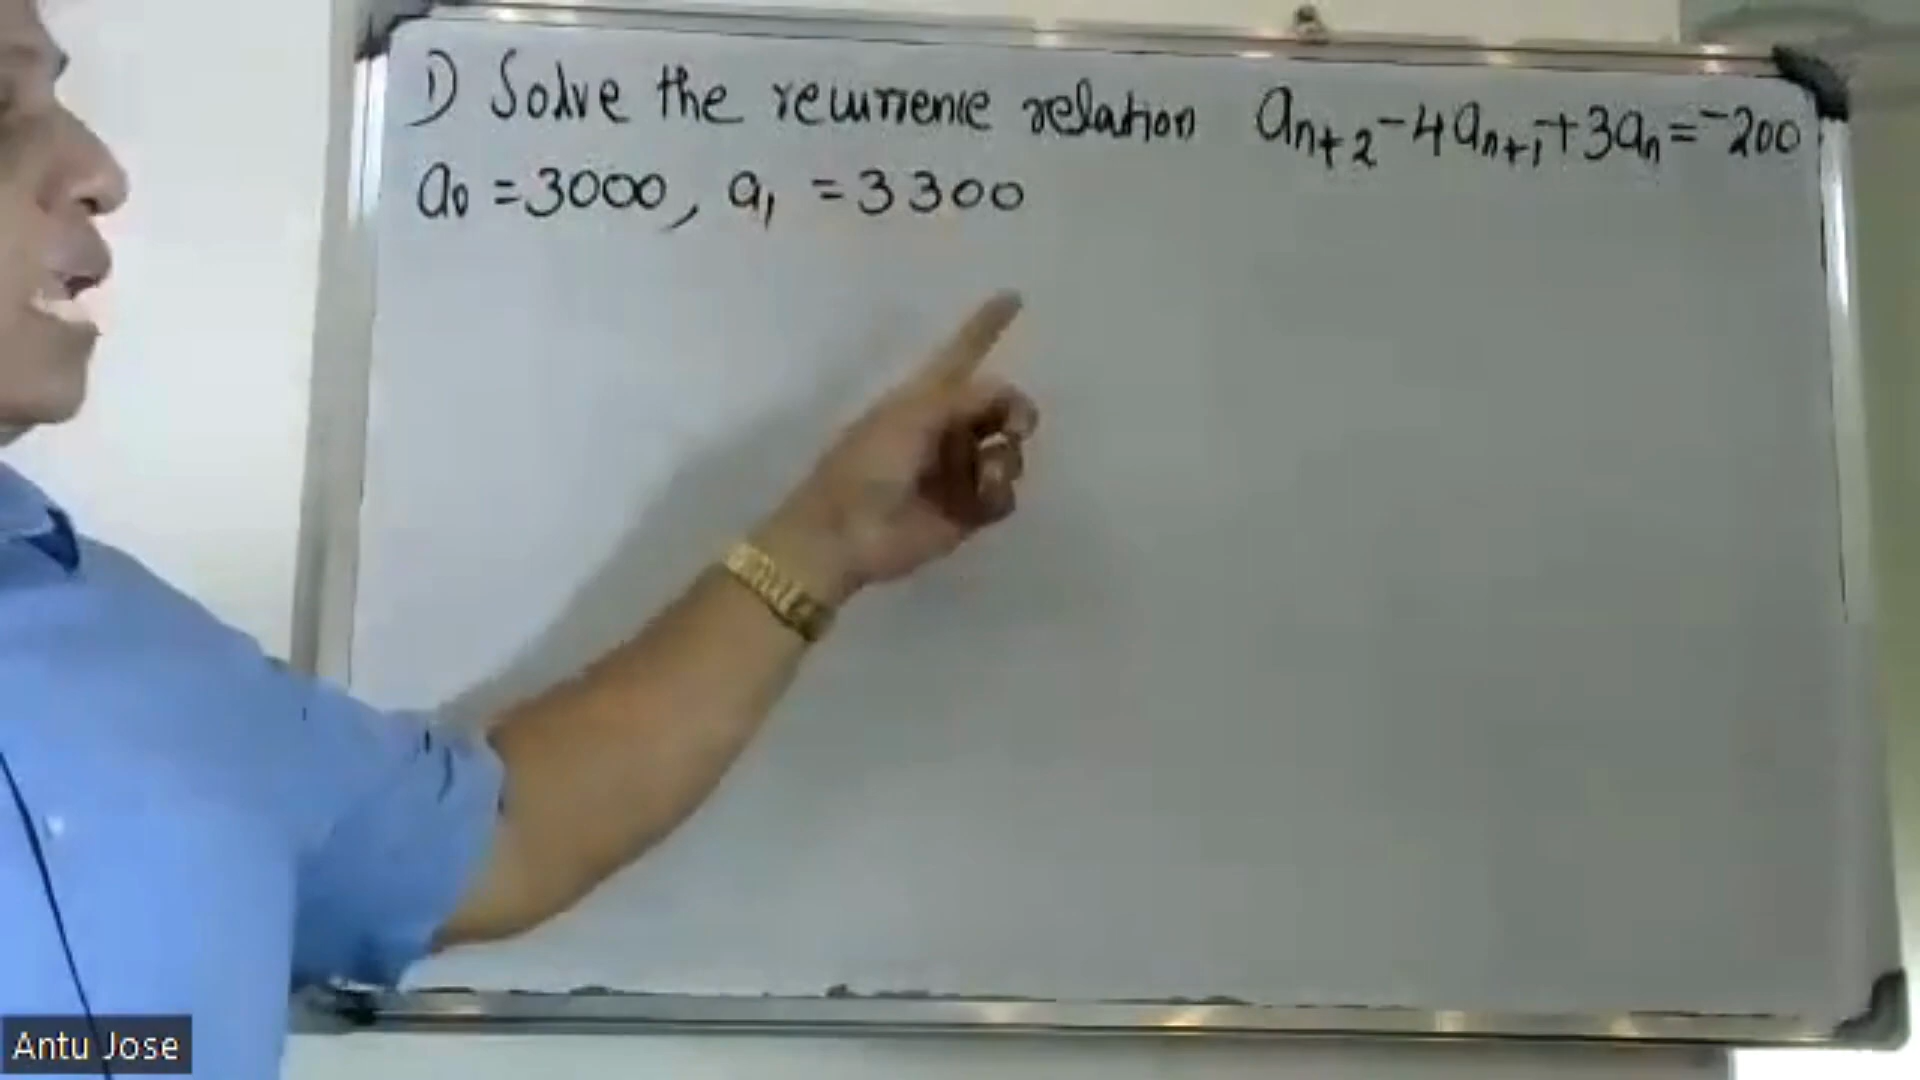 1) Solve the recurrence relation aₙ₊₂ - 4aₙ₊₁ + 3aₙ = -200
a₀ = 3000, a₁ = 3300
Antu Jose